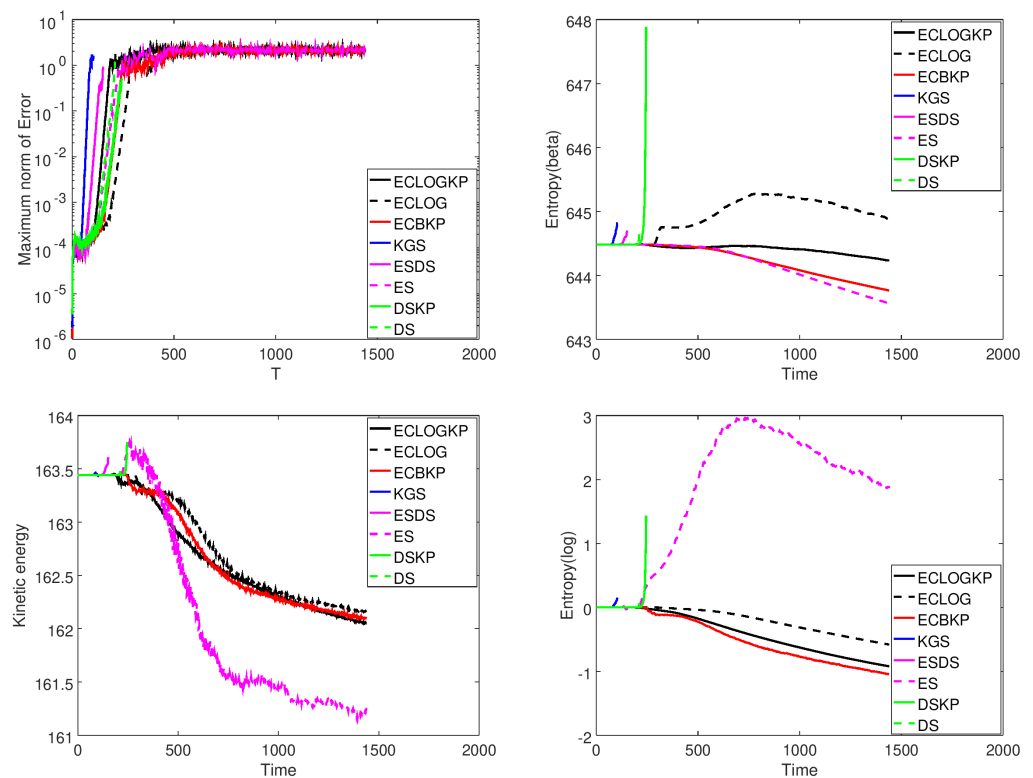 10^1
10^0
10^-1
10^-2
10^-3
10^-4
10^-5
10^-6
Maximum norm of Error
0
500
1000
1500
2000
T
ECLOGKP
ECLOG
ECBKP
KGS
ESDS
ES
DSKP
DS
648
647
646
645
644
643
Entropy(beta)
0
500
1000
1500
2000
Time
ECLOGKP
ECLOG
ECBKP
KGS
ESDS
ES
DSKP
DS
164
163.5
163
162.5
162
161.5
161
Kinetic energy
0
500
1000
1500
2000
Time
ECLOGKP
ECLOG
ECBKP
KGS
ESDS
ES
DSKP
DS
3
2
1
0
-1
-2
Entropy(log)
0
500
1000
1500
2000
Time
ECLOGKP
ECLOG
ECBKP
KGS
ESDS
ES
DSKP
DS